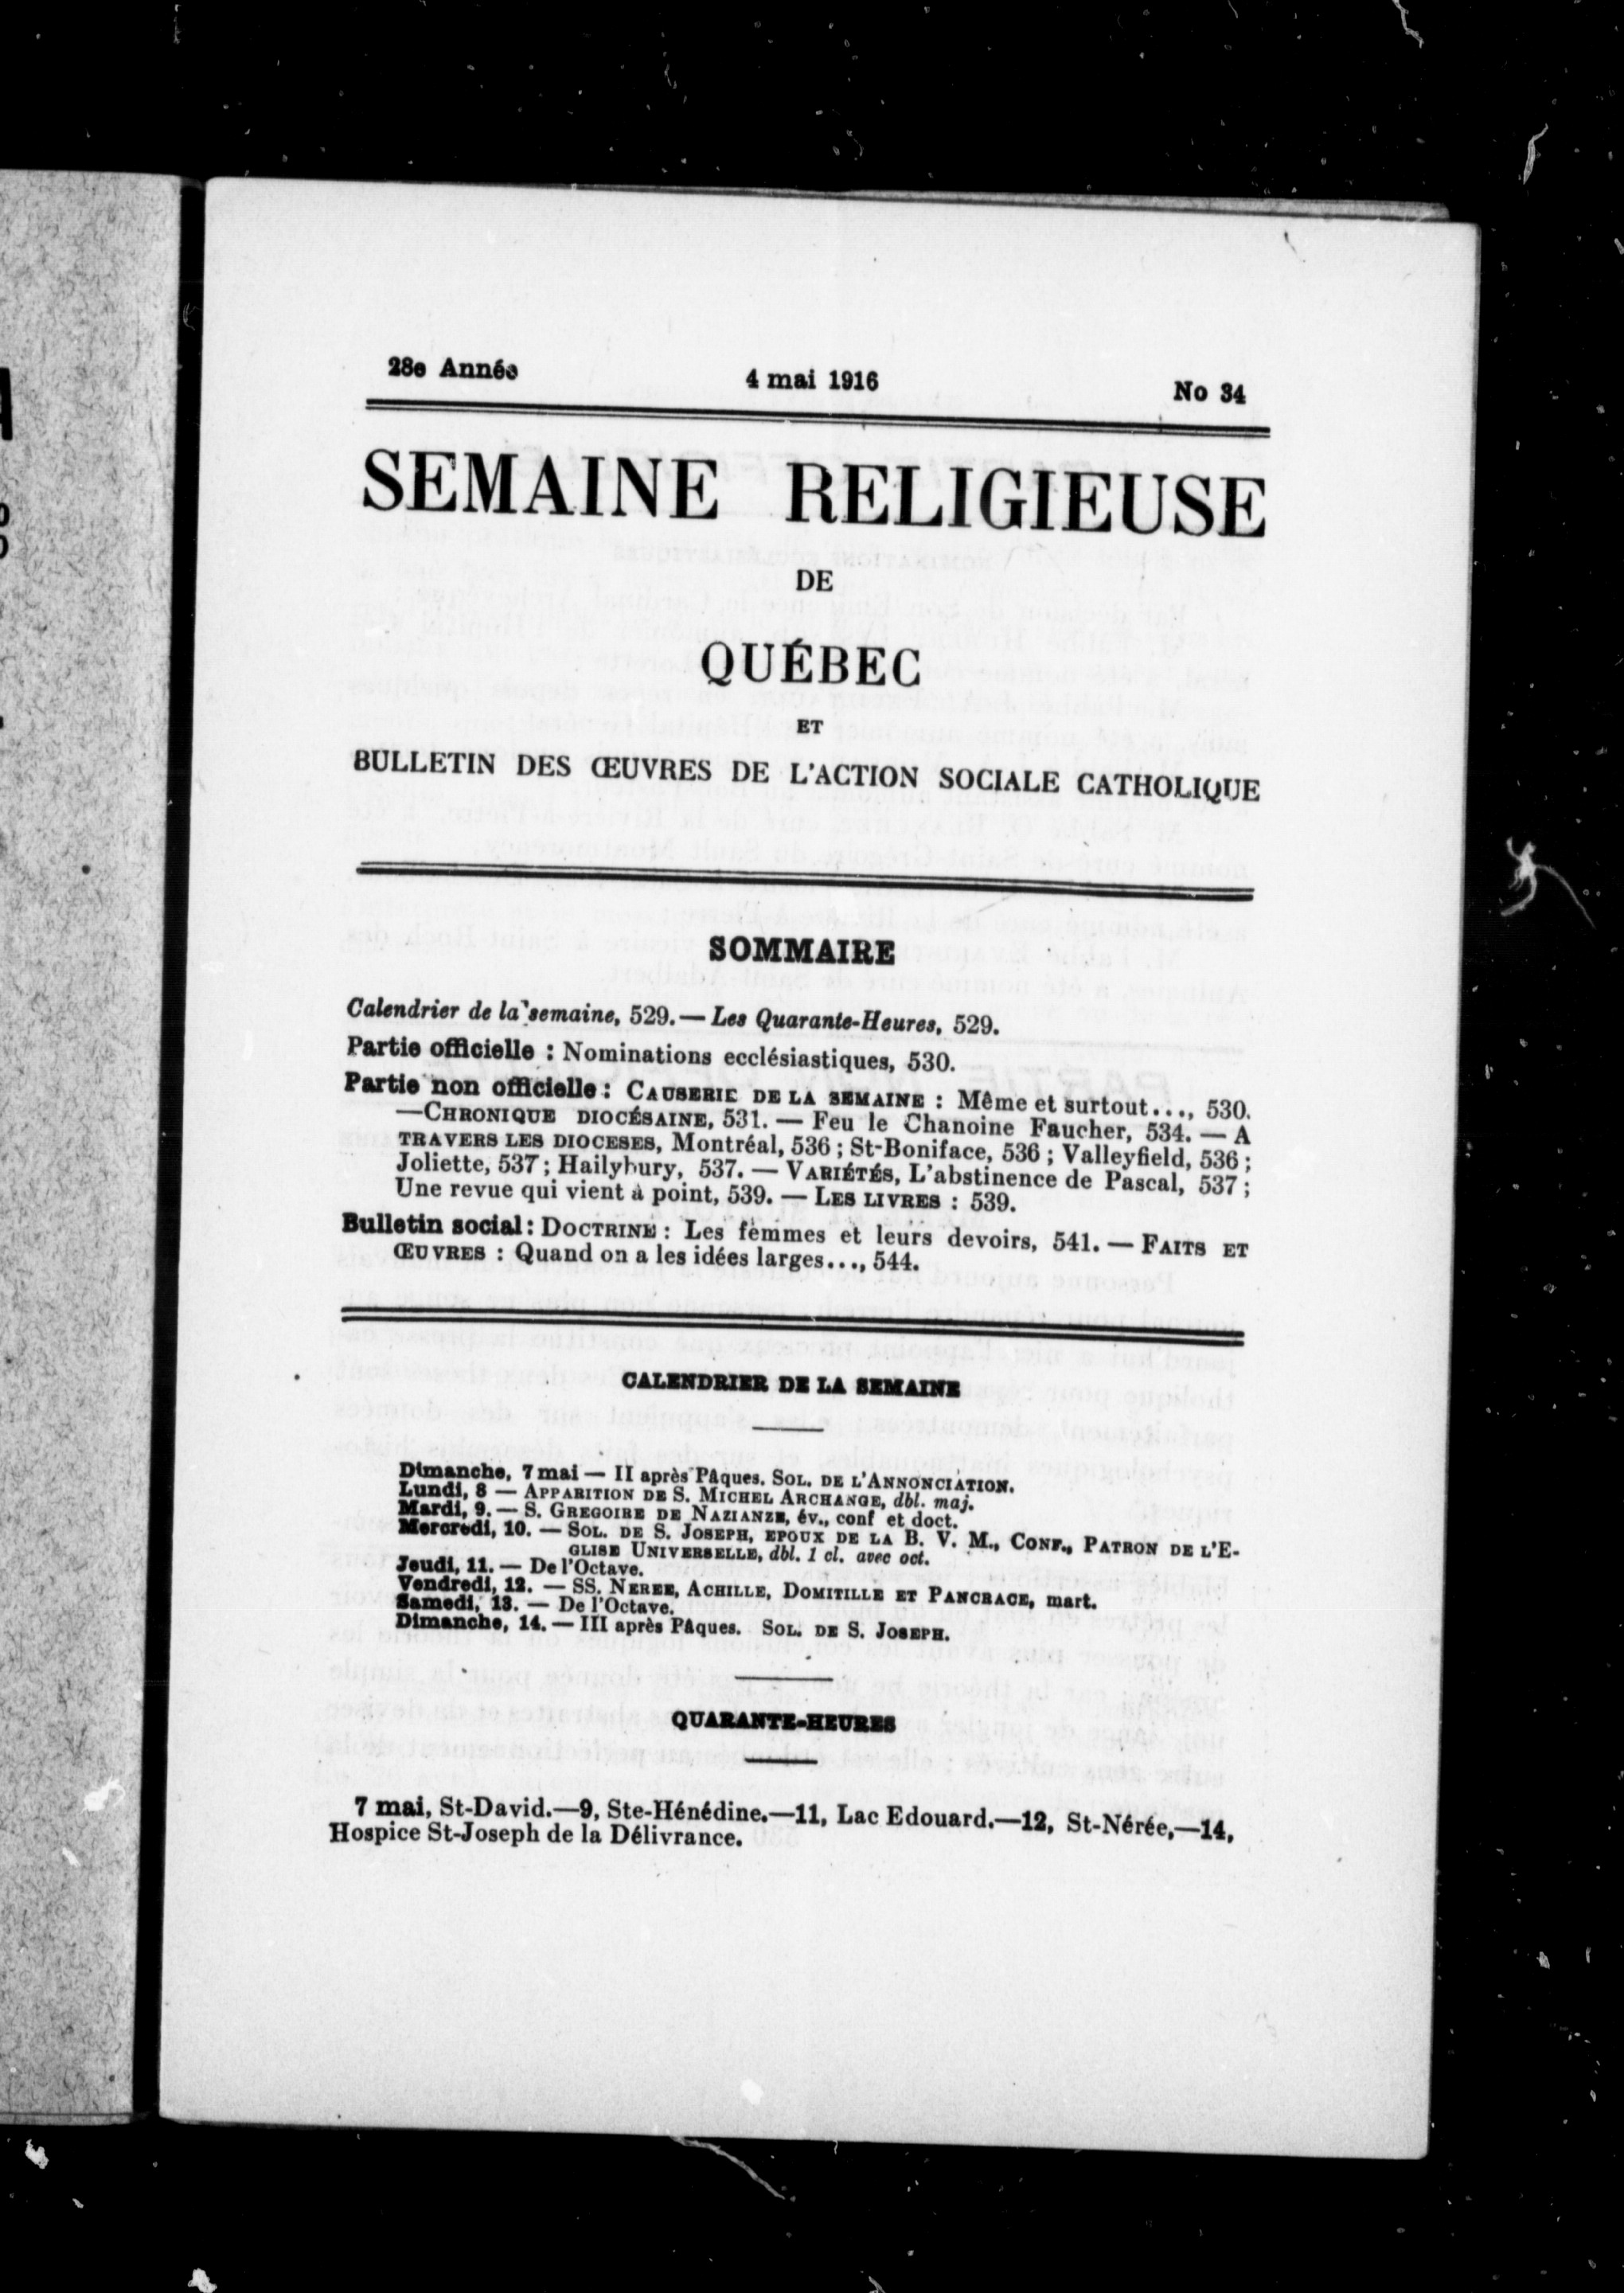 28e Année 4 mai 1916 No 34
SEMAINE RELIGIEUSE
DE
QUÉBEC
ET
BULLETIN DES ŒUVRES DE L'ACTION SOCIALE CATHOLIQUE
SOMMAIRE
Calendrier de la semaine, 529. — Les Quarante-Heures, 529.
Partie officielle : Nominations ecclésiastiques, 530.
Partie non officielle : CAUSERIE DE LA SEMAINE : Même et surtout..., 530.
—CHRONIQUE DIOCÉSAINE, 531. — Feu le Chanoine Faucher, 534. — A
TRAVERS LES DIOCESES, Montréal, 536 ; St-Boniface, 536 ; Valleyfield, 536 ;
Joliette, 537 ; Hailybury, 537. — VARIÉTÉS, L'abstinence de Pascal, 537 ;
Une revue qui vient à point, 539. — LES LIVRES : 539.
Bulletin social : DOCTRINE : Les femmes et leurs devoirs, 541. — FAITS ET
ŒUVRES : Quand on a les idées larges..., 544.
CALENDRIER DE LA SEMAINE
Dimanche, 7 mai — II après Pâques. SOL. DE L'ANNONCIATION.
Lundi, 8 — APPARITION DE S. MICHEL ARCHANGE, dbl. maj.
Mardi, 9. — S. GREGOIRE DE NAZIANZE, év., conf et doct.
Mercredi, 10. — SOL. DE S. JOSEPH, EPOUX DE LA B. V. M., CONF., PATRON DE L'E-
GLISE UNIVERSELLE, dbl. 1 cl. avec oct.
Jeudi, 11. — De l'Octave.
Vendredi, 12. — SS. NEREE, ACHILLE, DOMITILLE ET PANCRACE, mart.
Samedi, 13. — De l'Octave.
Dimanche, 14. — III après Pâques. SOL. DE S. JOSEPH.
QUARANTE-HEURES
7 mai, St-David.—9, Ste-Hénédine.—11, Lac Edouard.—12, St-Nérée,—14,
Hospice St-Joseph de la Délivrance.